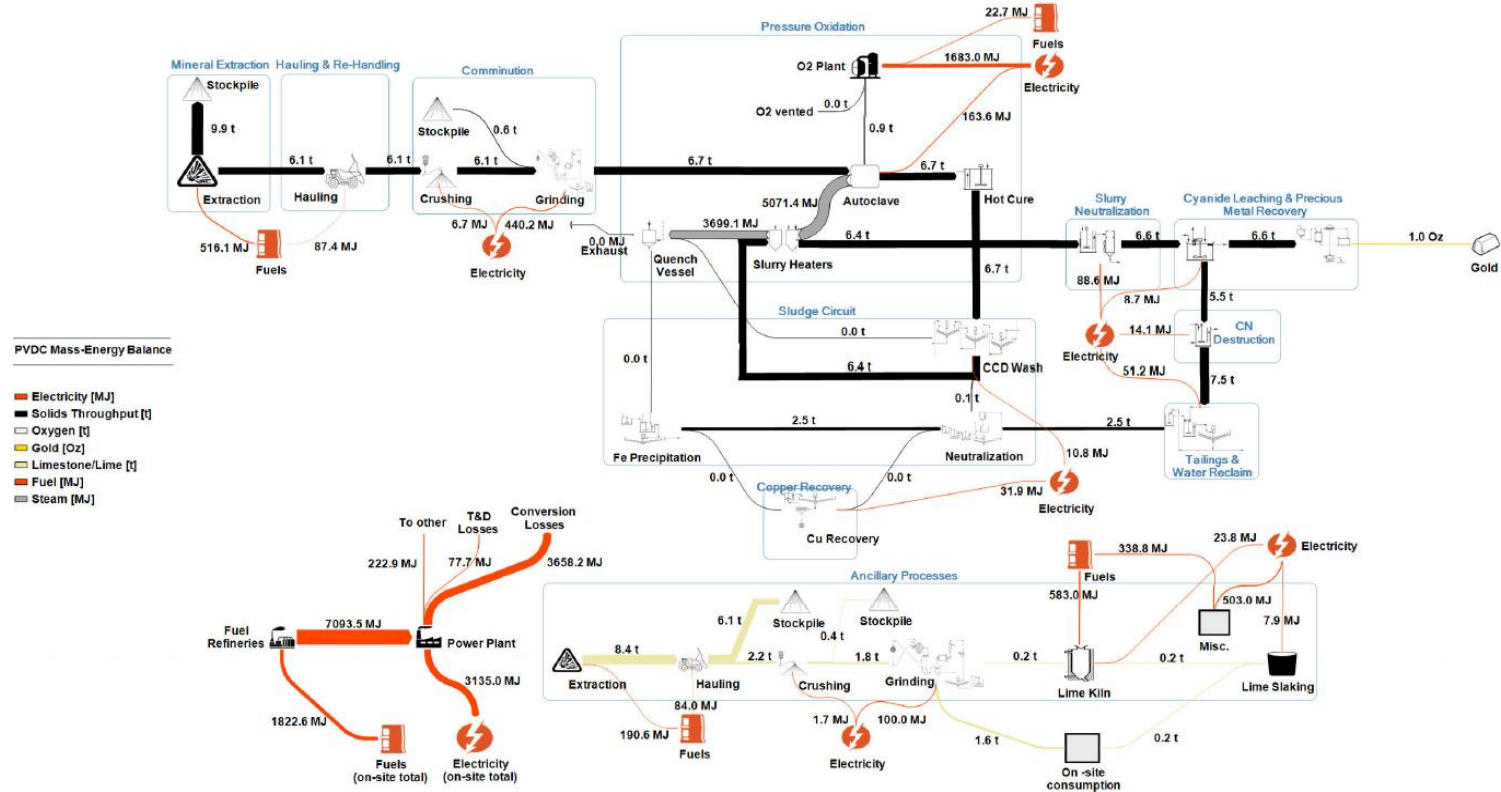 Pressure Oxidation
22.7 MJ
Fuels
O2 Plant
1683.0 MJ
Electricity
0.0 t
O2 vented
0.9 t
163.6 MJ
Mineral Extraction
Hauling & Re-Handling
Comminution
Stockpile
9.9 t
Stockpile
0.6 t
6.1 t
6.1 t
6.1 t
6.7 t
6.7 t
Extraction
Hauling
Crushing
Grinding
Autoclave
Hot Cure
516.1 MJ
87.4 MJ
Fuels
6.7 MJ
440.2 MJ
Electricity
0.0 MJ
Exhaust
3699.1 MJ
5071.4 MJ
Quench
Vessel
Slurry Heaters
6.4 t
6.7 t
Slurry
Neutralization
Cyanide Leaching & Precious
Metal Recovery
6.6 t
6.6 t
1.0 Oz
Gold
88.6 MJ
8.7 MJ
5.5 t
14.1 MJ
CN
Destruction
Electricity
51.2 MJ
7.5 t
Sludge Circuit
0.0 t
0.0 t
CCD Wash
6.4 t
0.1 t
2.5 t
2.5 t
Fe Precipitation
Neutralization
10.8 MJ
Tailings &
Water Reclaim
0.0 t
0.0 t
Copper Recovery
31.9 MJ
Electricity
Cu Recovery
PVDC Mass-Energy Balance
Electricity [MJ]
Solids Throughput [t]
Oxygen [t]
Gold [Oz]
Limestone/Lime [t]
Fuel [MJ]
Steam [MJ]
To other
T&D
Losses
Conversion
Losses
222.9 MJ
77.7 MJ
3658.2 MJ
Fuel
Refineries
7093.5 MJ
Power Plant
3135.0 MJ
1822.6 MJ
Fuels
(on-site total)
Electricity
(on-site total)
Ancillary Processes
Fuels
338.8 MJ
23.8 MJ
Electricity
583.0 MJ
503.0 MJ
Misc.
7.9 MJ
6.1 t
Stockpile
Stockpile
0.4 t
8.4 t
2.2 t
1.8 t
0.2 t
0.2 t
Extraction
Hauling
Crushing
Grinding
Lime Kiln
Lime Slaking
84.0 MJ
190.6 MJ
Fuels
1.7 MJ
100.0 MJ
Electricity
1.6 t
0.2 t
On -site
consumption